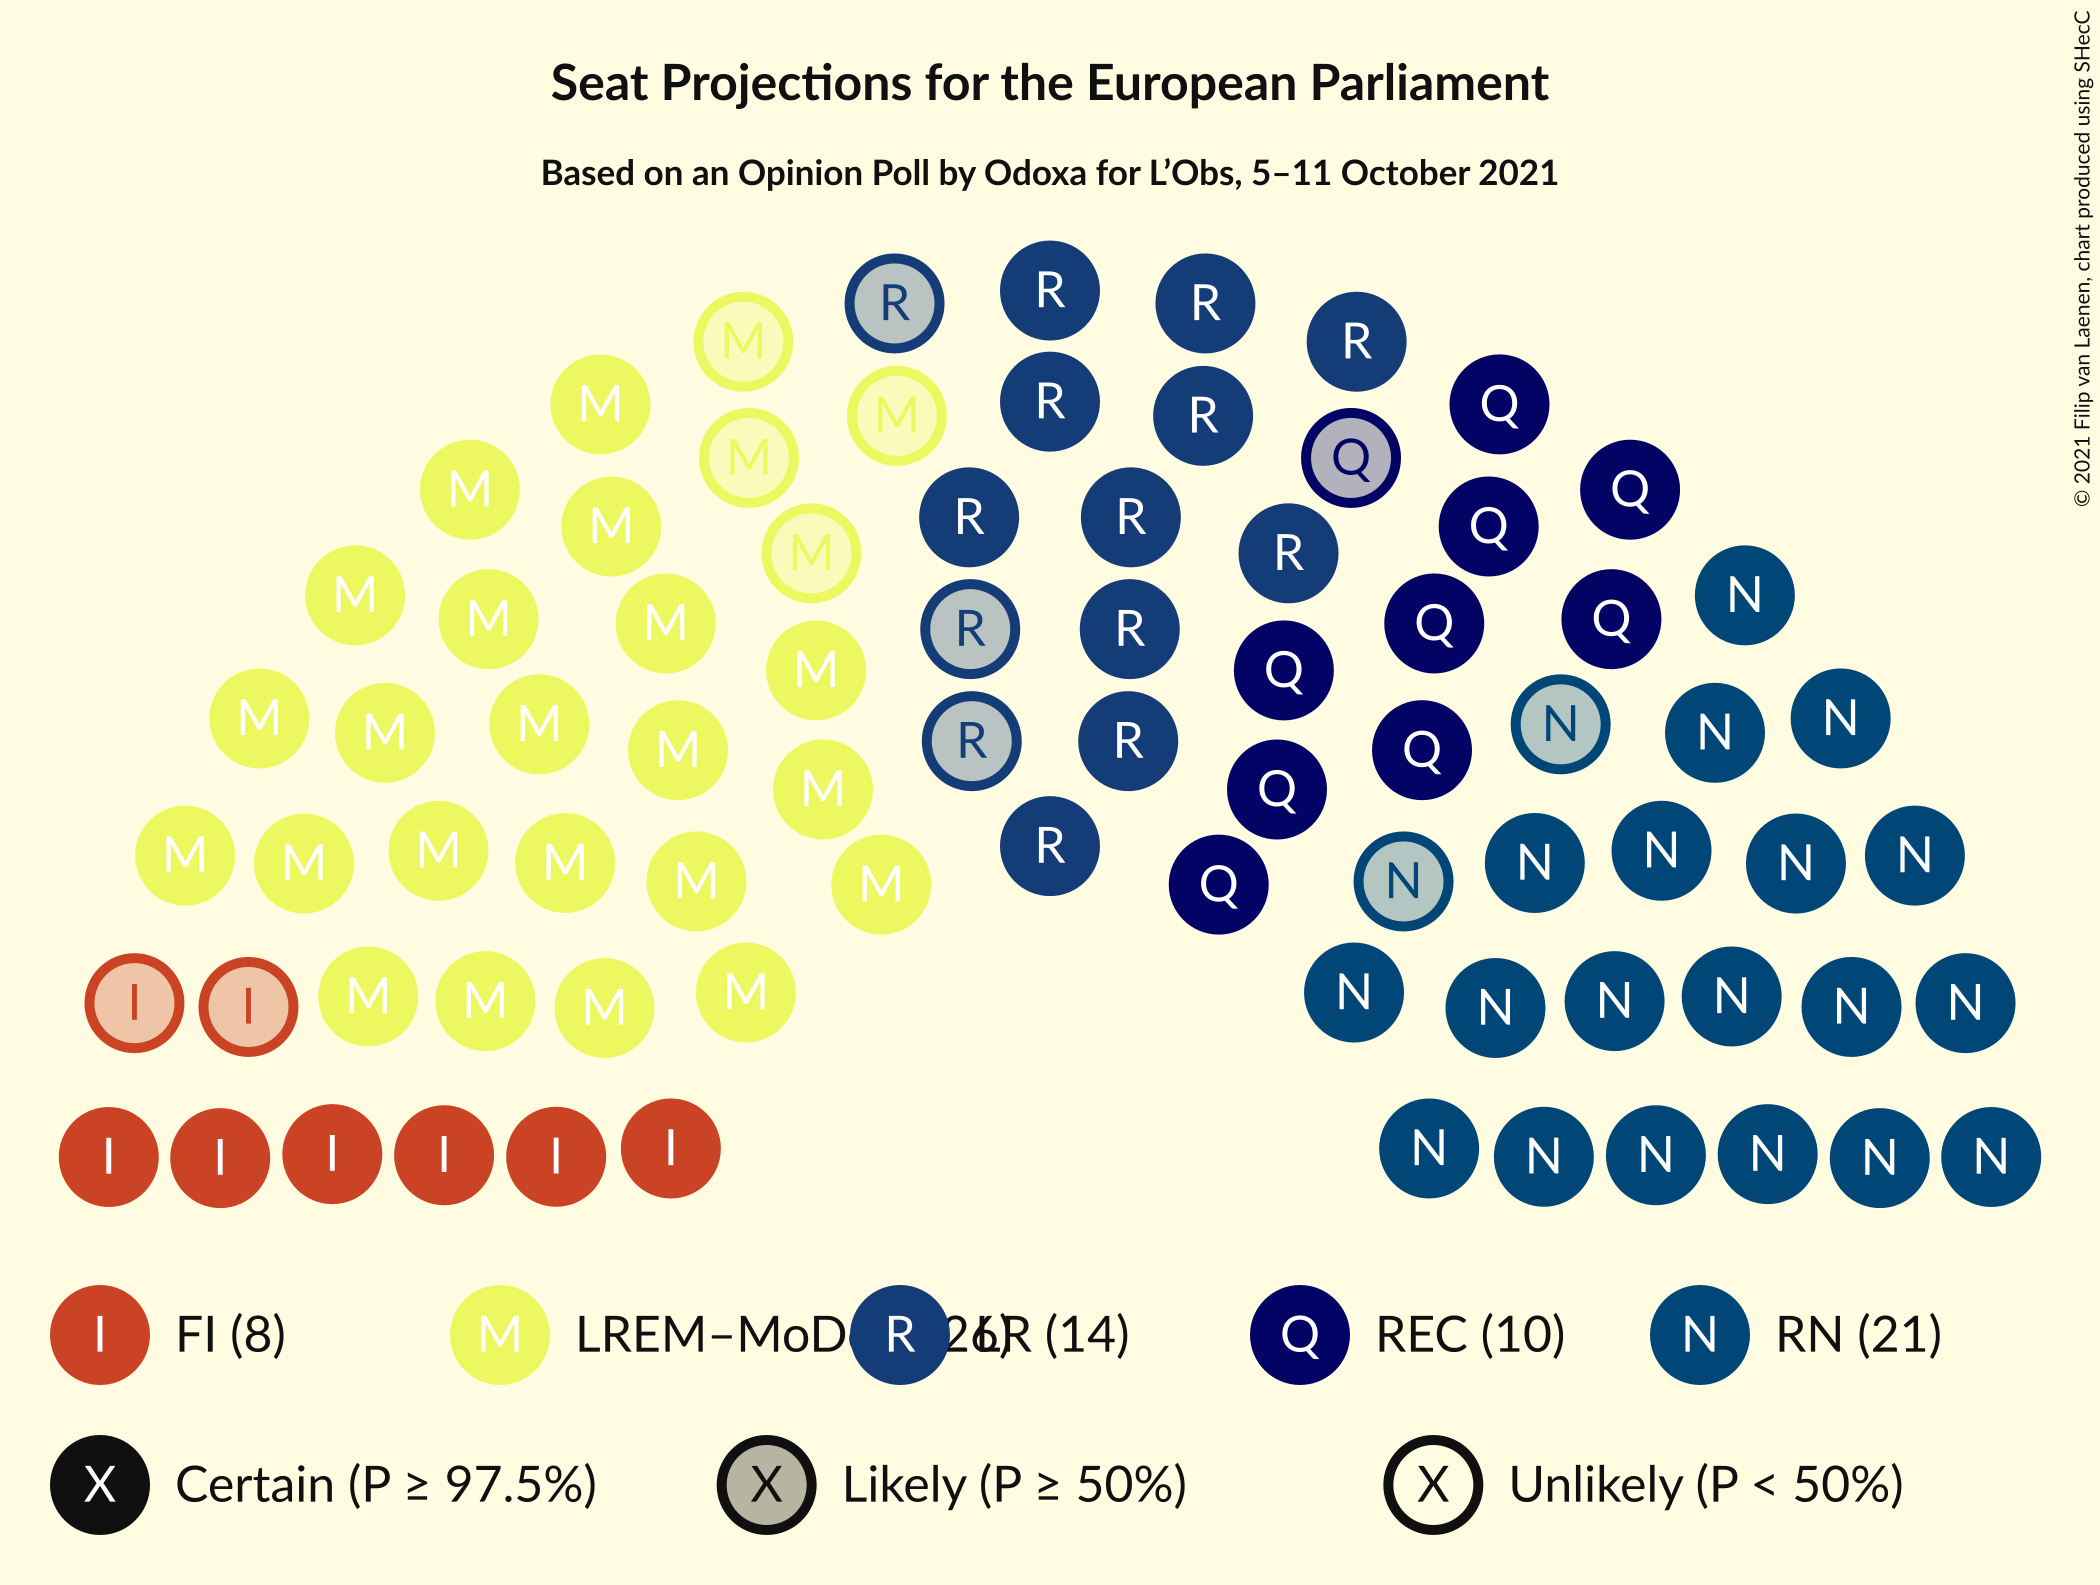 Seat Projections for the European Parliament
Based on an Opinion Poll by Odoxa for L’Obs, 5–11 October 2021
© 2021 Filip van Laenen, chart produced using SHecC
R R R
M R M
M M R R Q
M M Q
M R R Q
M M R R Q
M M R Q M N
M M R R Q
M M Q N
M M R R Q N N N
M M Q
M M M M R N N N N
M M Q N
I I M M M M N N N N N N
I I I I I I N N N N N N
I FI (8) M LREM–MoD 26) R LR (14) Q REC (10) N RN (21)
X Certain (P ≥ 97.5%) X Likely (P ≥ 50%) X Unlikely (P < 50%)